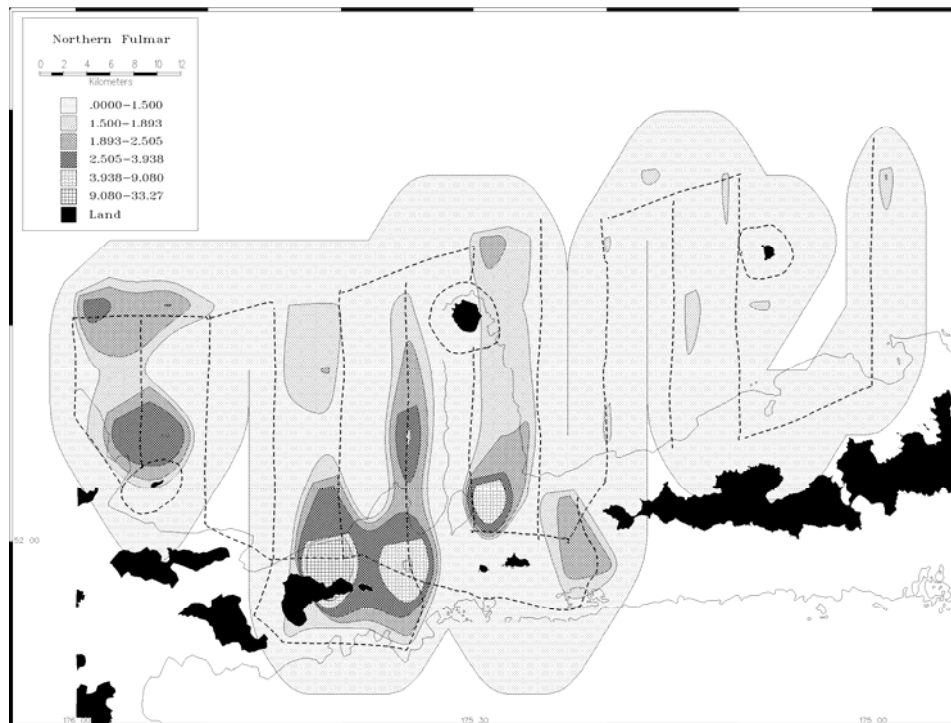 Northern Fulmar
0 2 4 6 8 10 12
Kilometers
.0000−1.500
1.500−1.893
1.893−2.505
2.505−3.938
3.938−9.080
9.080−33.27
Land
52 00
176 00
175 30
175 00